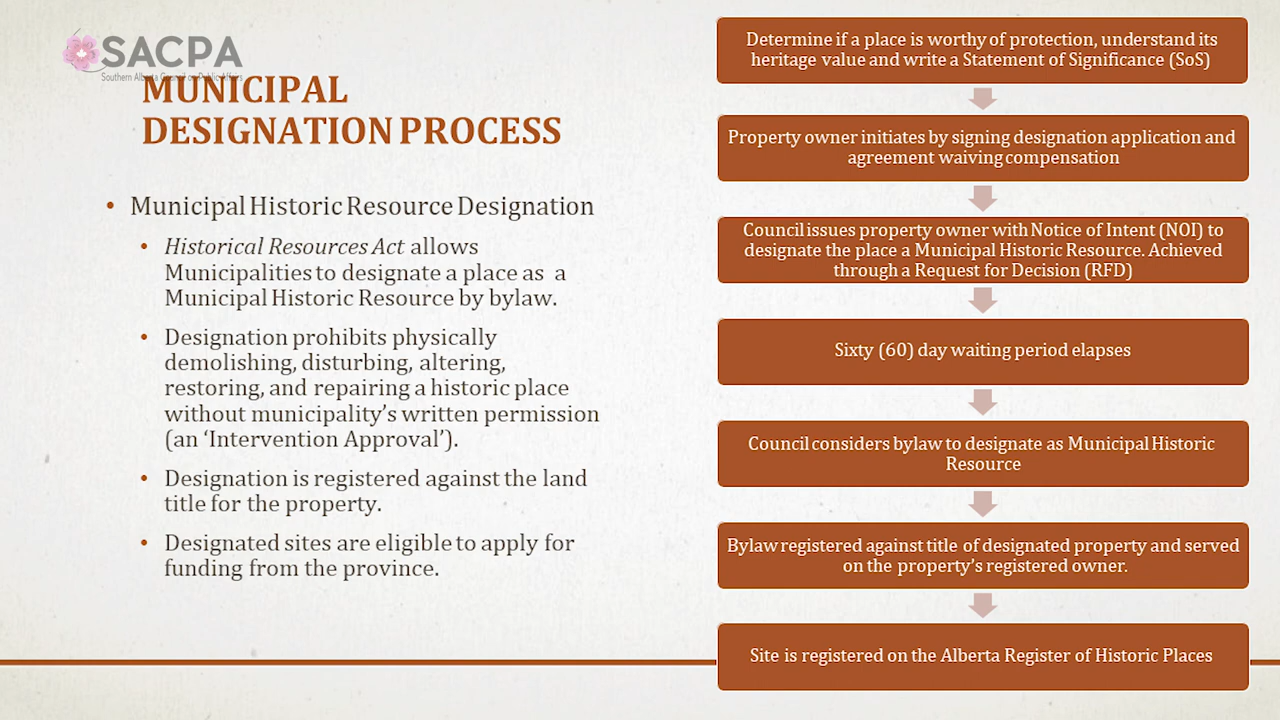 SACPA
Southern Alberta Council on Public Affairs
MUNICIPAL
DESIGNATION PROCESS
• Municipal Historic Resource Designation
• Historical Resources Act allows
Municipalities to designate a place as a
Municipal Historic Resource by bylaw.
• Designation prohibits physically
demolishing, disturbing, altering,
restoring, and repairing a historic place
without municipality's written permission
(an 'Intervention Approval').
• Designation is registered against the land
title for the property.
• Designated sites are eligible to apply for
funding from the province.
Determine if a place is worthy of protection, understand its
heritage value and write a Statement of Significance (SoS)
Property owner initiates by signing designation application and
agreement waiving compensation
Council issues property owner with Notice of Intent (NOI) to
designate the place a Municipal Historic Resource. Achieved
through a Request for Decision (RFD)
Sixty (60) day waiting period elapses
Council considers bylaw to designate as Municipal Historic
Resource
Bylaw registered against title of designated property and served
on the property's registered owner.
Site is registered on the Alberta Register of Historic Places